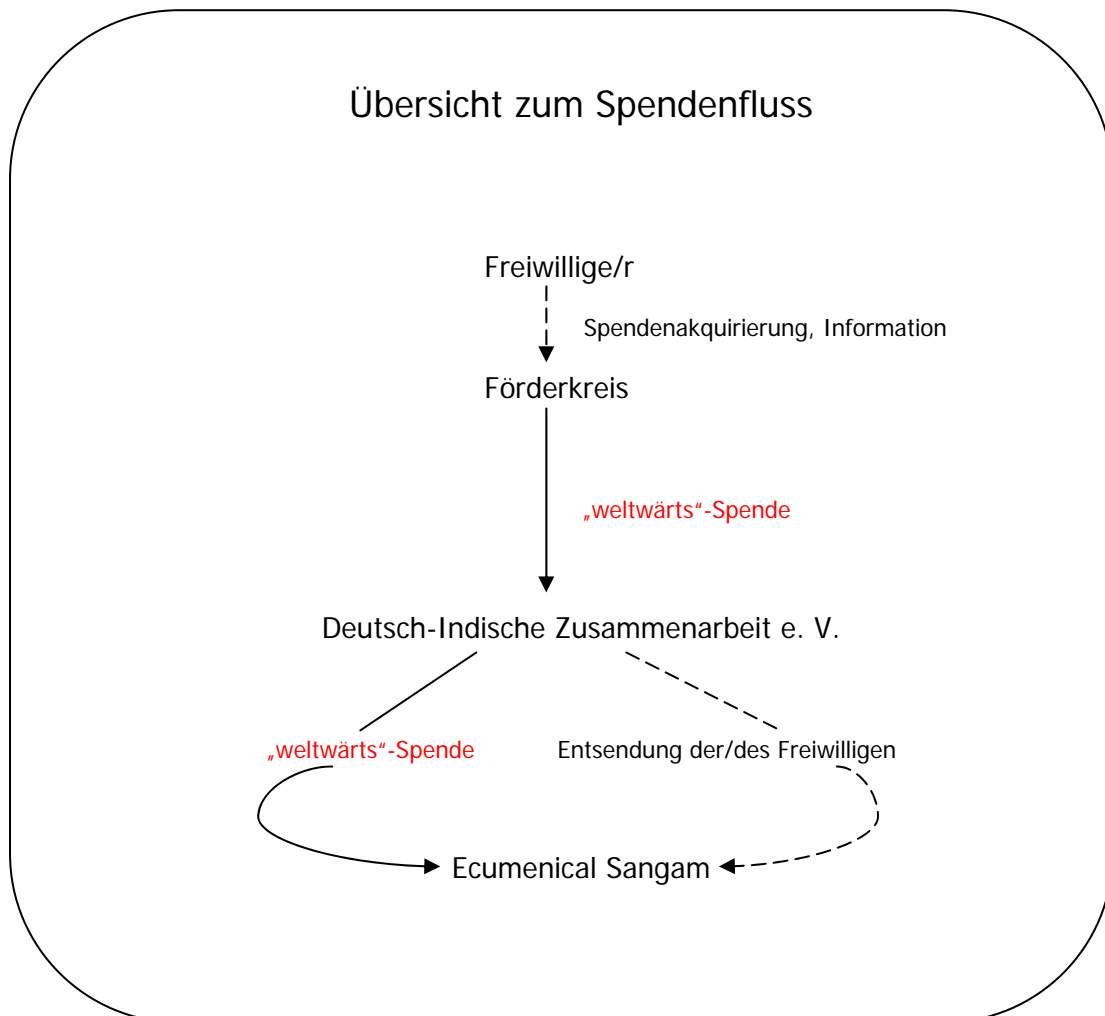 Übersicht zum Spendenfluss
Freiwillige/r
Spendenakquirierung, Information
Förderkreis
„weltwärts“-Spende
Deutsch-Indische Zusammenarbeit e. V.
„weltwärts“-Spende
Entsendung der/des Freiwilligen
Ecumenical Sangam